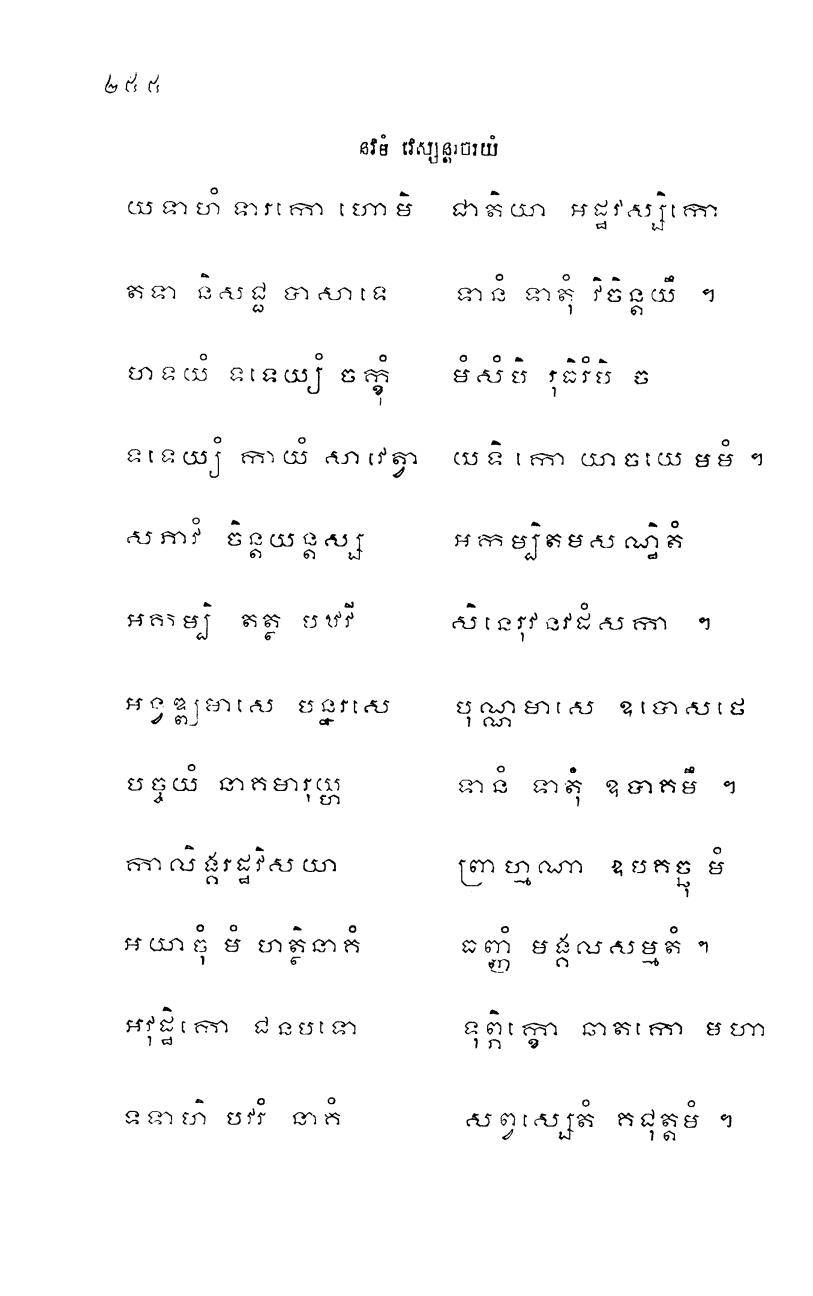 ២៥៥
នវមំ វេស្សន្តរចរយំ
យទាហំ ទារកោ ហោមិ ជាតិយា អដ្ឋវស្សិកោ
តទា និសជ្ជ បាសាទេ ទានំ ទាតុំ វិចិន្តយឹ ។
ហទយំ ទទេយ្យំ ចក្ខុំ មំសំបិ រុធិរំបិ ច
ទទេយ្យំ កាយំ សាវេត្វា យទិ កោ យាចយេ មមំ ។
សភាវំ ចិន្តយន្តស្ស អកម្បិតមសណ្ឋិតំ
អកម្បិ តត្ថ បឋវី សិនេរុវនវដំសកា ។
អន្វឌ្ឍមាសេ បន្នរសេ បុណ្ណមាសេ ឧបោសថេ
បច្ចយំ នាគមារុយ្ហ ទានំ ទាតុំ ឧបាគមឹ ។
កាលិង្គរដ្ឋវិសយា ព្រាហ្មណា ឧបគច្ឆុ មំ
អយាចុំ មំ ហត្ថិនាគំ ធញ្ញំ មង្គលសម្មតំ ។
អវុដ្ឋិកោ ជនបទោ ទុព្ភិក្ខោ ឆាតកោ មហា
ទទាហិ បវរំ នាគំ សព្វស្សេតំ គជុត្តមំ ។